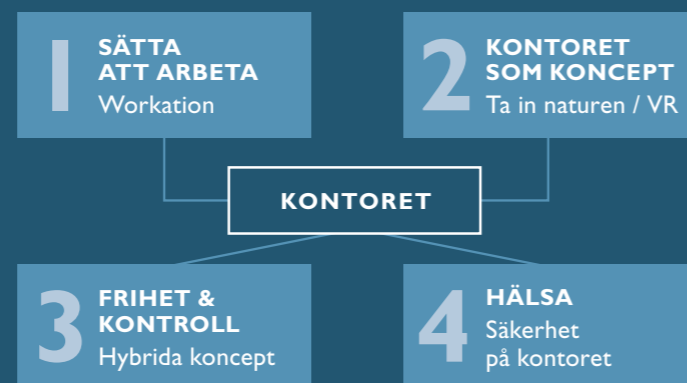 1
SÄTTA
ATT ARBETA
Workation
2
KONTORET
SOM KONCEPT
Ta in naturen / VR
KONTORET
3
FRIHET &
KONTROLL
Hybrida koncept
4
HÄLSA
Säkerhet
på kontoret